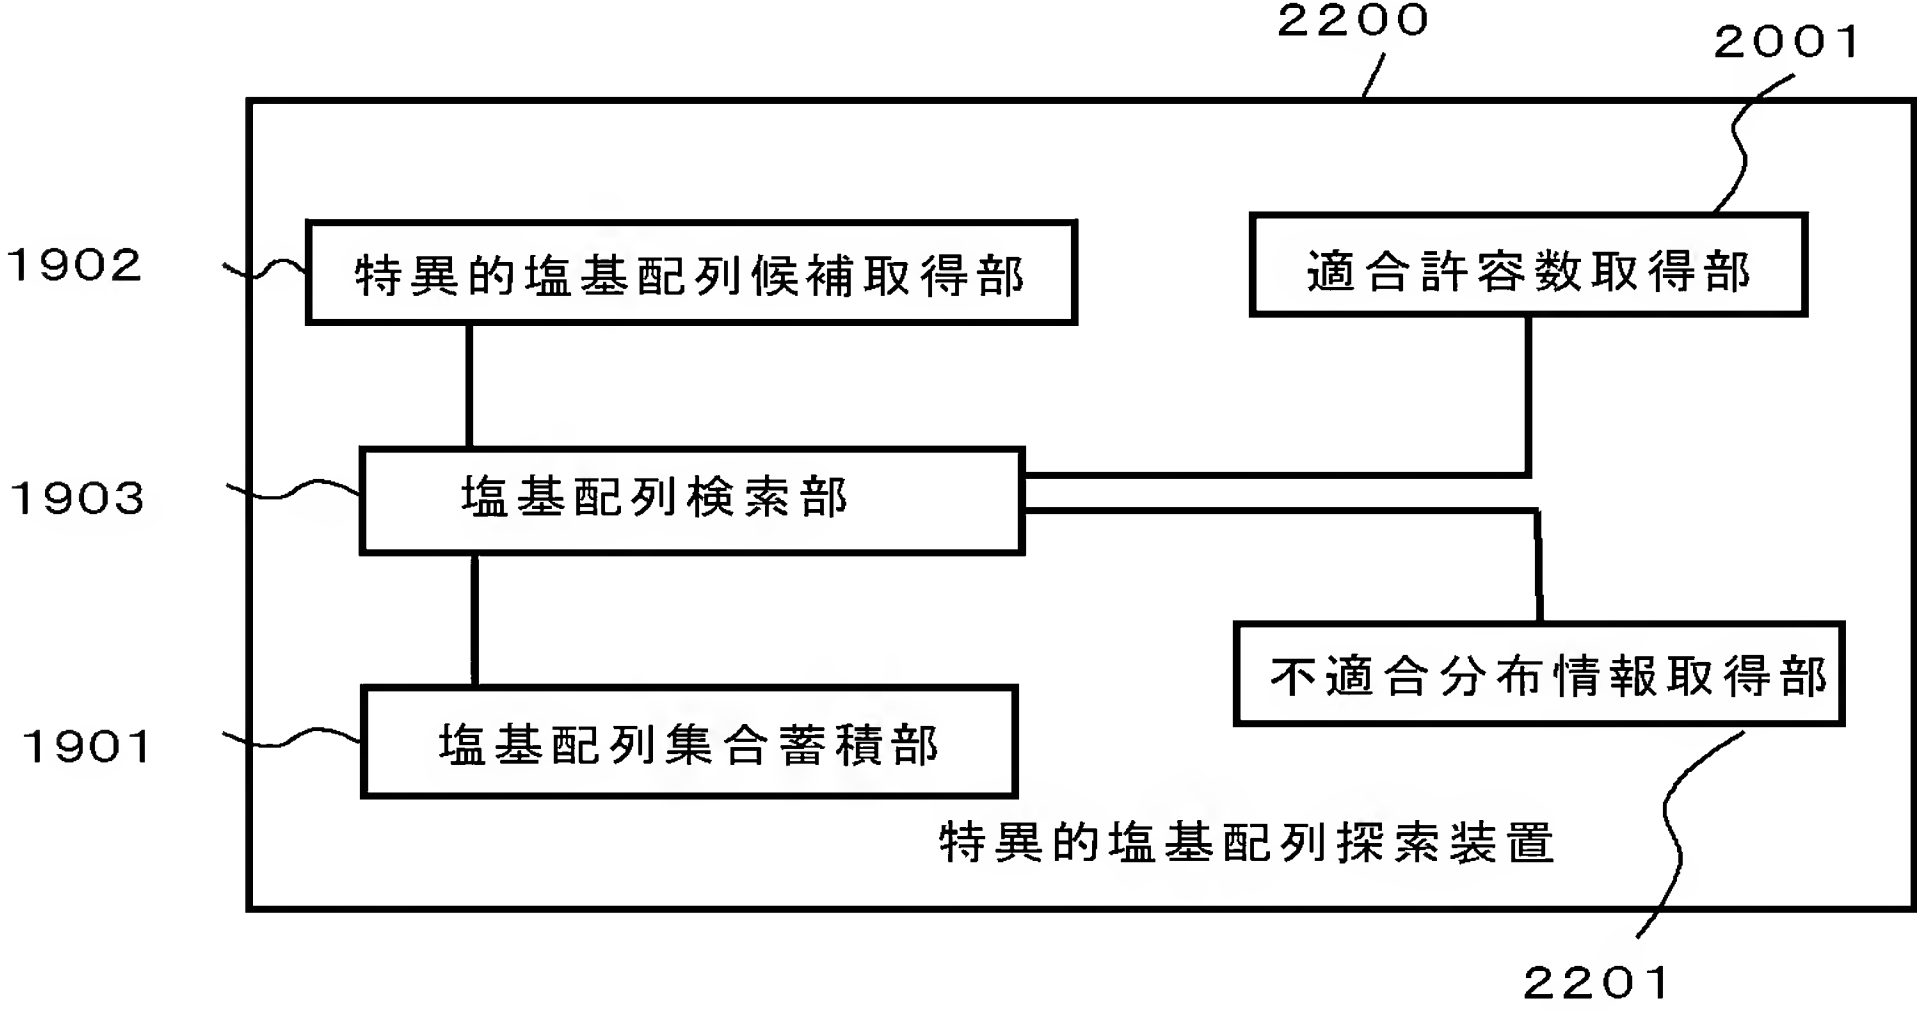 2200
2001
1902
特異的塩基配列候補取得部
適合許容数取得部
1903
塩基配列検索部
不適合分布情報取得部
1901
塩基配列集合蓄積部
特異的塩基配列探索装置
2201